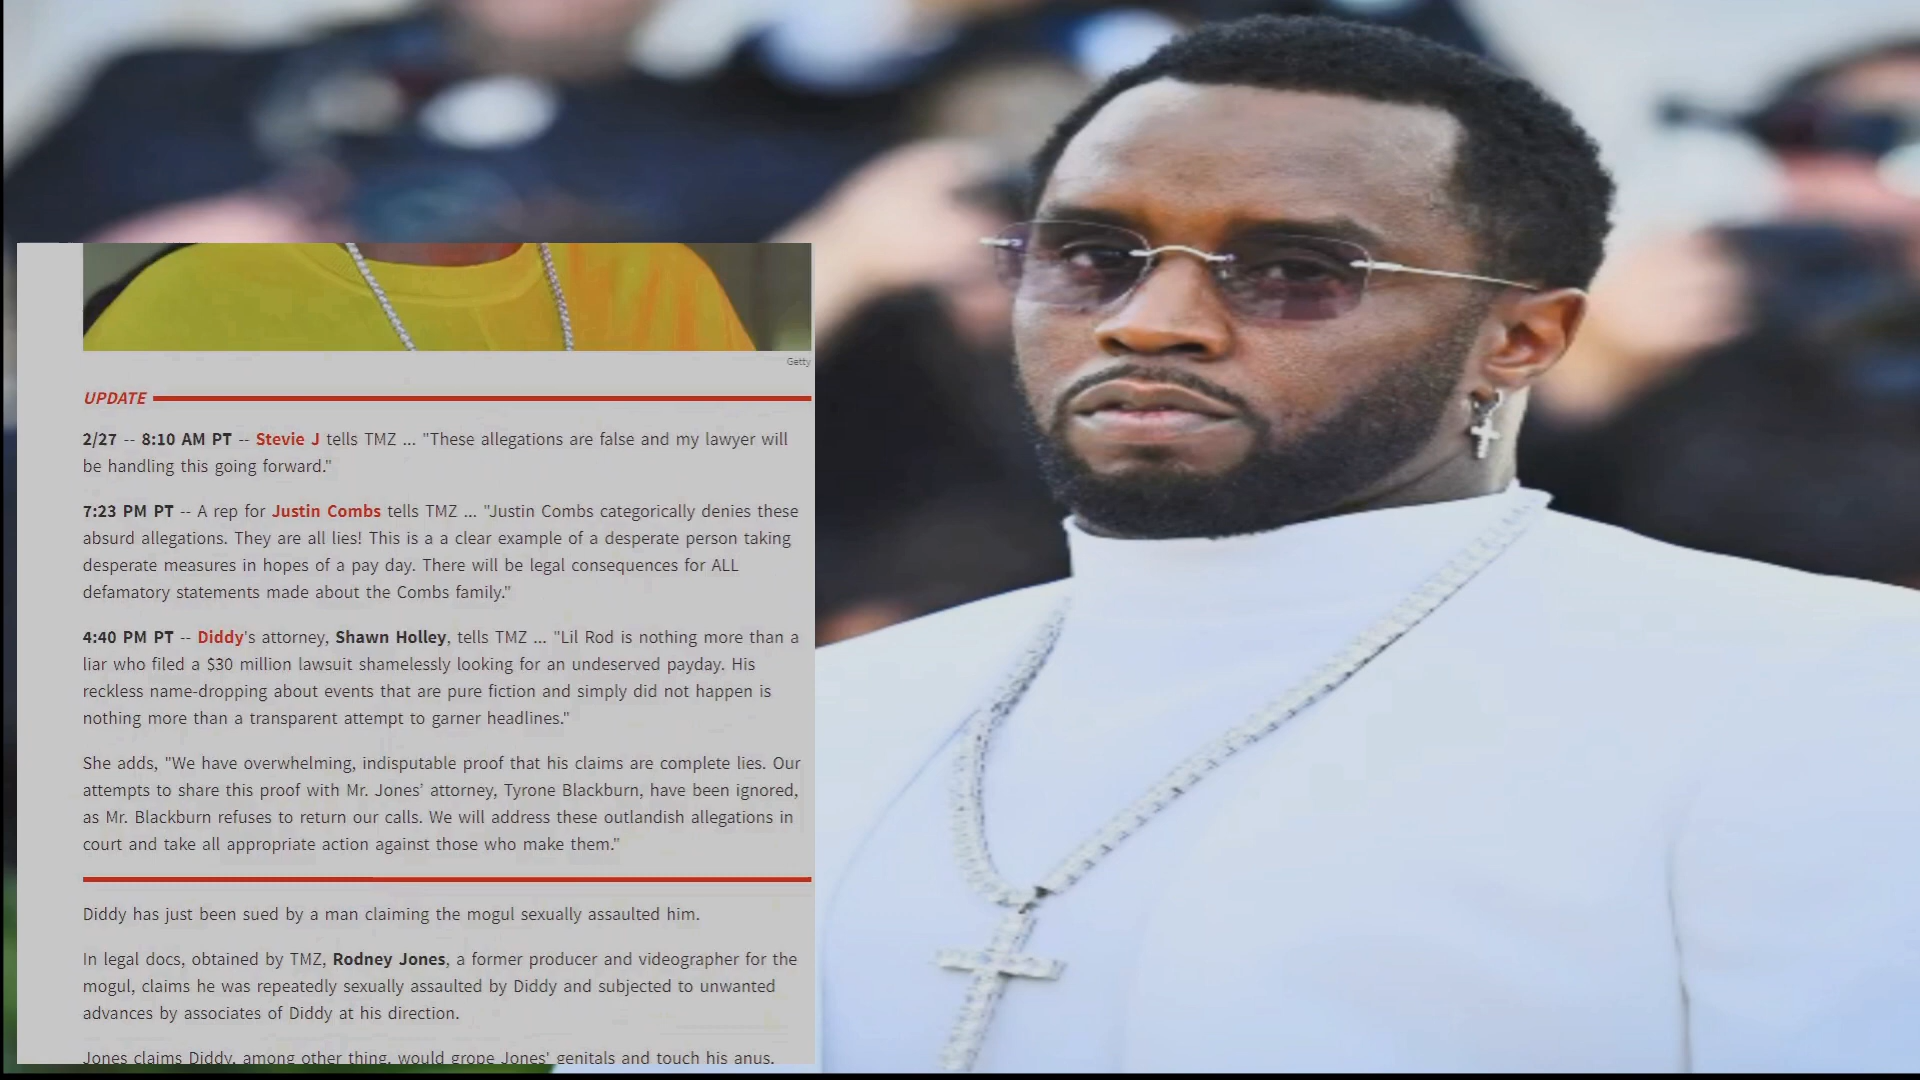 Getty
UPDATE
2/27 -- 8:10 AM PT -- Stevie J tells TMZ ... "These allegations are false and my lawyer will
be handling this going forward."
7:23 PM PT -- A rep for Justin Combs tells TMZ ... "Justin Combs categorically denies these
absurd allegations. They are all lies! This is a a clear example of a desperate person taking
desperate measures in hopes of a pay day. There will be legal consequences for ALL
defamatory statements made about the Combs family."
4:40 PM PT -- Diddy's attorney, Shawn Holley, tells TMZ ... "Lil Rod is nothing more than a
liar who filed a $30 million lawsuit shamelessly looking for an undeserved payday. His
reckless name-dropping about events that are pure fiction and simply did not happen is
nothing more than a transparent attempt to garner headlines."
She adds, "We have overwhelming, indisputable proof that his claims are complete lies. Our
attempts to share this proof with Mr. Jones' attorney, Tyrone Blackburn, have been ignored,
as Mr. Blackburn refuses to return our calls. We will address these outlandish allegations in
court and take all appropriate action against those who make them."
Diddy has just been sued by a man claiming the mogul sexually assaulted him.
In legal docs, obtained by TMZ, Rodney Jones, a former producer and videographer for the
mogul, claims he was repeatedly sexually assaulted by Diddy and subjected to unwanted
advances by associates of Diddy at his direction.
Jones claims Diddy, among other thing, would grope Jones' genitals and touch his anus.